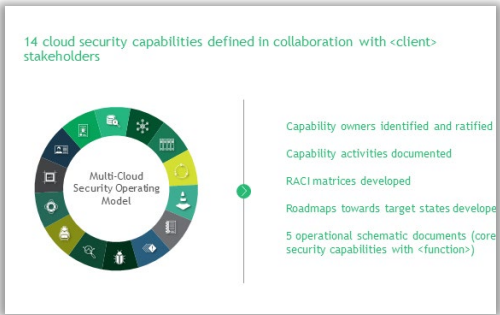 14 cloud security capabilities defined in collaboration with <client>
stakeholders
Multi-Cloud
Security Operating
Model
Capability owners identified and ratified
Capability activities documented
RACI matrices developed
Roadmaps towards target states develope
5 operational schematic documents (core
security capabilities with <function>)